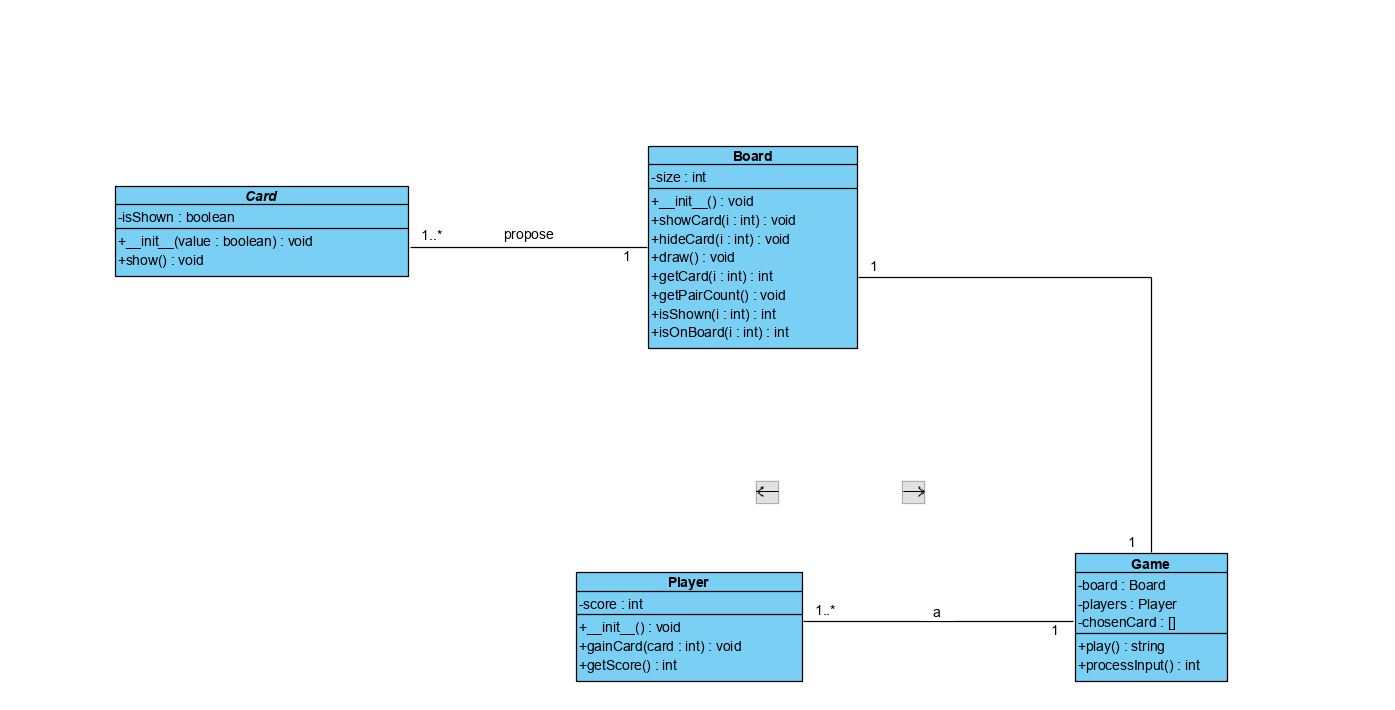 Card
-isShown : boolean
+__init__(value : boolean) : void
+show() : void
1..*
propose
1
Board
-size : int
+__init__() : void
+showCard(i : int) : void
+hideCard(i : int) : void
+draw() : void
+getCard(i : int) : int
+getPairCount() : void
+isShown(i : int) : int
+isOnBoard(i : int) : int
1
1
Player
-score : int
+__init__() : void
+gainCard(card : int) : void
+getScore() : int
1..*
a
1
Game
-board : Board
-players : Player
-chosenCard : []
+play() : string
+processInput() : int